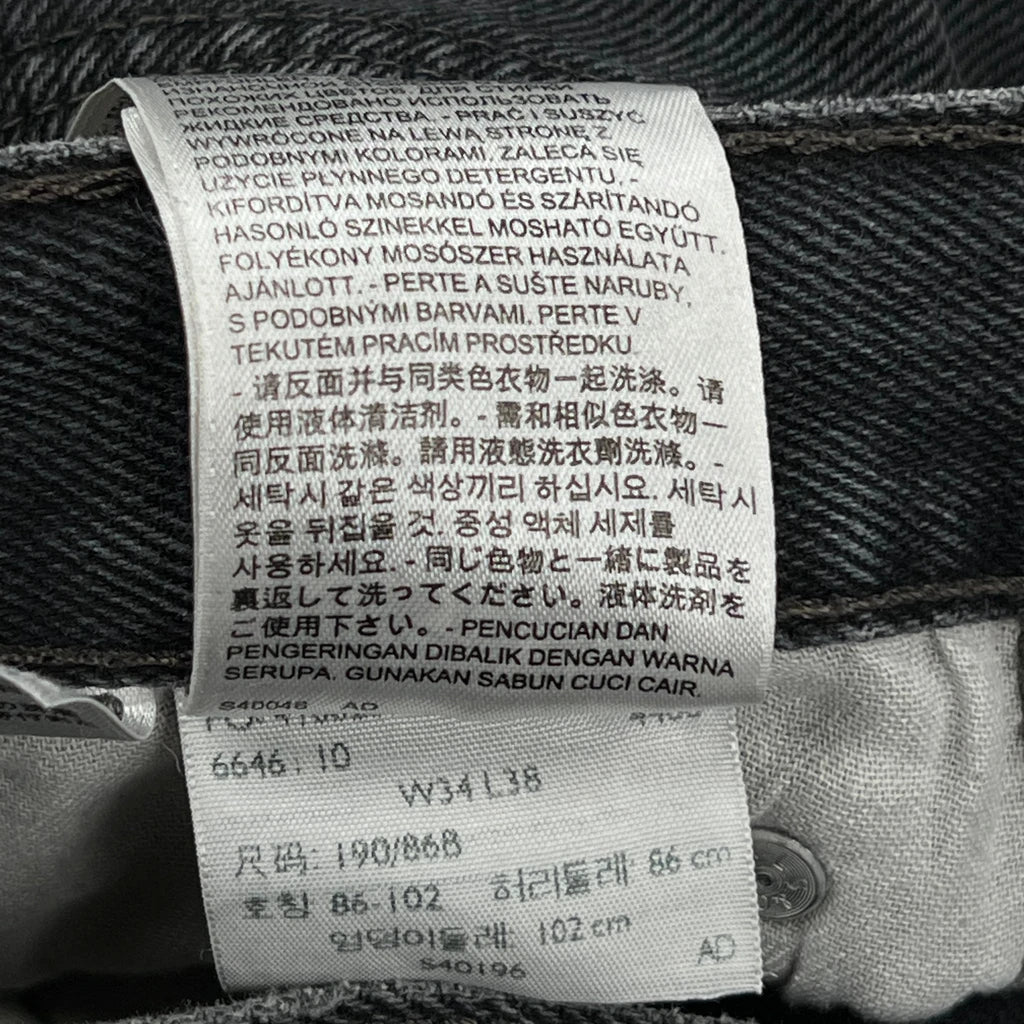 ПОХОЖИХ ЦВЕТОВ ДЛЯ СТИРКИ
РЕКОМЕНДОВАНО ИСПОЛЬЗОВАТЬ
ЖИДКИЕ СРЕДСТВА. - PRAĆ I SUSZYĆ
WYWRÓCONE NA LEWĄ STRONĘ Z
PODOBNYMI KOLORAMI. ZALECA SIĘ
UŻYCIE PŁYNNEGO DETERGENTU. -
KIFORDÍTVA MOSANDÓ ÉS SZÁRÍTANDÓ
HASONLÓ SZINEKKEL MOSHATÓ EGYÜTT.
FOLYÉKONY MOSÓSZER HASZNÁLATA
AJÁNLOTT. - PERTE A SUŠTE NARUBY,
S PODOBNÝMI BARVAMI. PERTE V
TEKUTÉM PRACÍM PROSTŘEDKU.
- 请反面并与同类色衣物一起洗涤。请
使用液体清洁剂。- 需和相似色衣物一
同反面洗滌。請用液態洗衣劑洗滌。-
세탁시 같은 색상끼리 하십시요. 세탁시
옷을 뒤집을 것. 중성 액체 세제를
사용하세요. - 同じ色物と一緒に製品を
裏返して洗ってください。液体洗剤を
ご使用下さい。- PENCUCIAN DAN
PENGERINGAN DIBALIK DENGAN WARNA
SERUPA. GUNAKAN SABUN CUCI CAIR.
S40048 AD
6646.10
W34 L38
尺码: 190/86B
호칭 86-102 허리둘레 86 cm
엉덩이둘레: 102 cm
S40196 AD